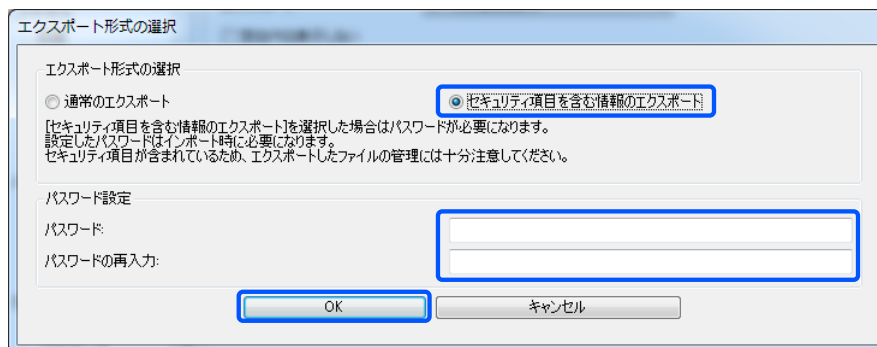 エクスポート形式の選択
エクスポート形式の選択
通常のエクスポート
セキュリティ項目を含む情報のエクスポート
[セキュリティ項目を含む情報のエクスポート]を選択した場合はパスワードが必要になります。
設定したパスワードはインポート時に必要になります。
セキュリティ項目が含まれているため、エクスポートしたファイルの管理には十分注意してください。
パスワード設定
パスワード:
パスワードの再入力:
OK
キャンセル